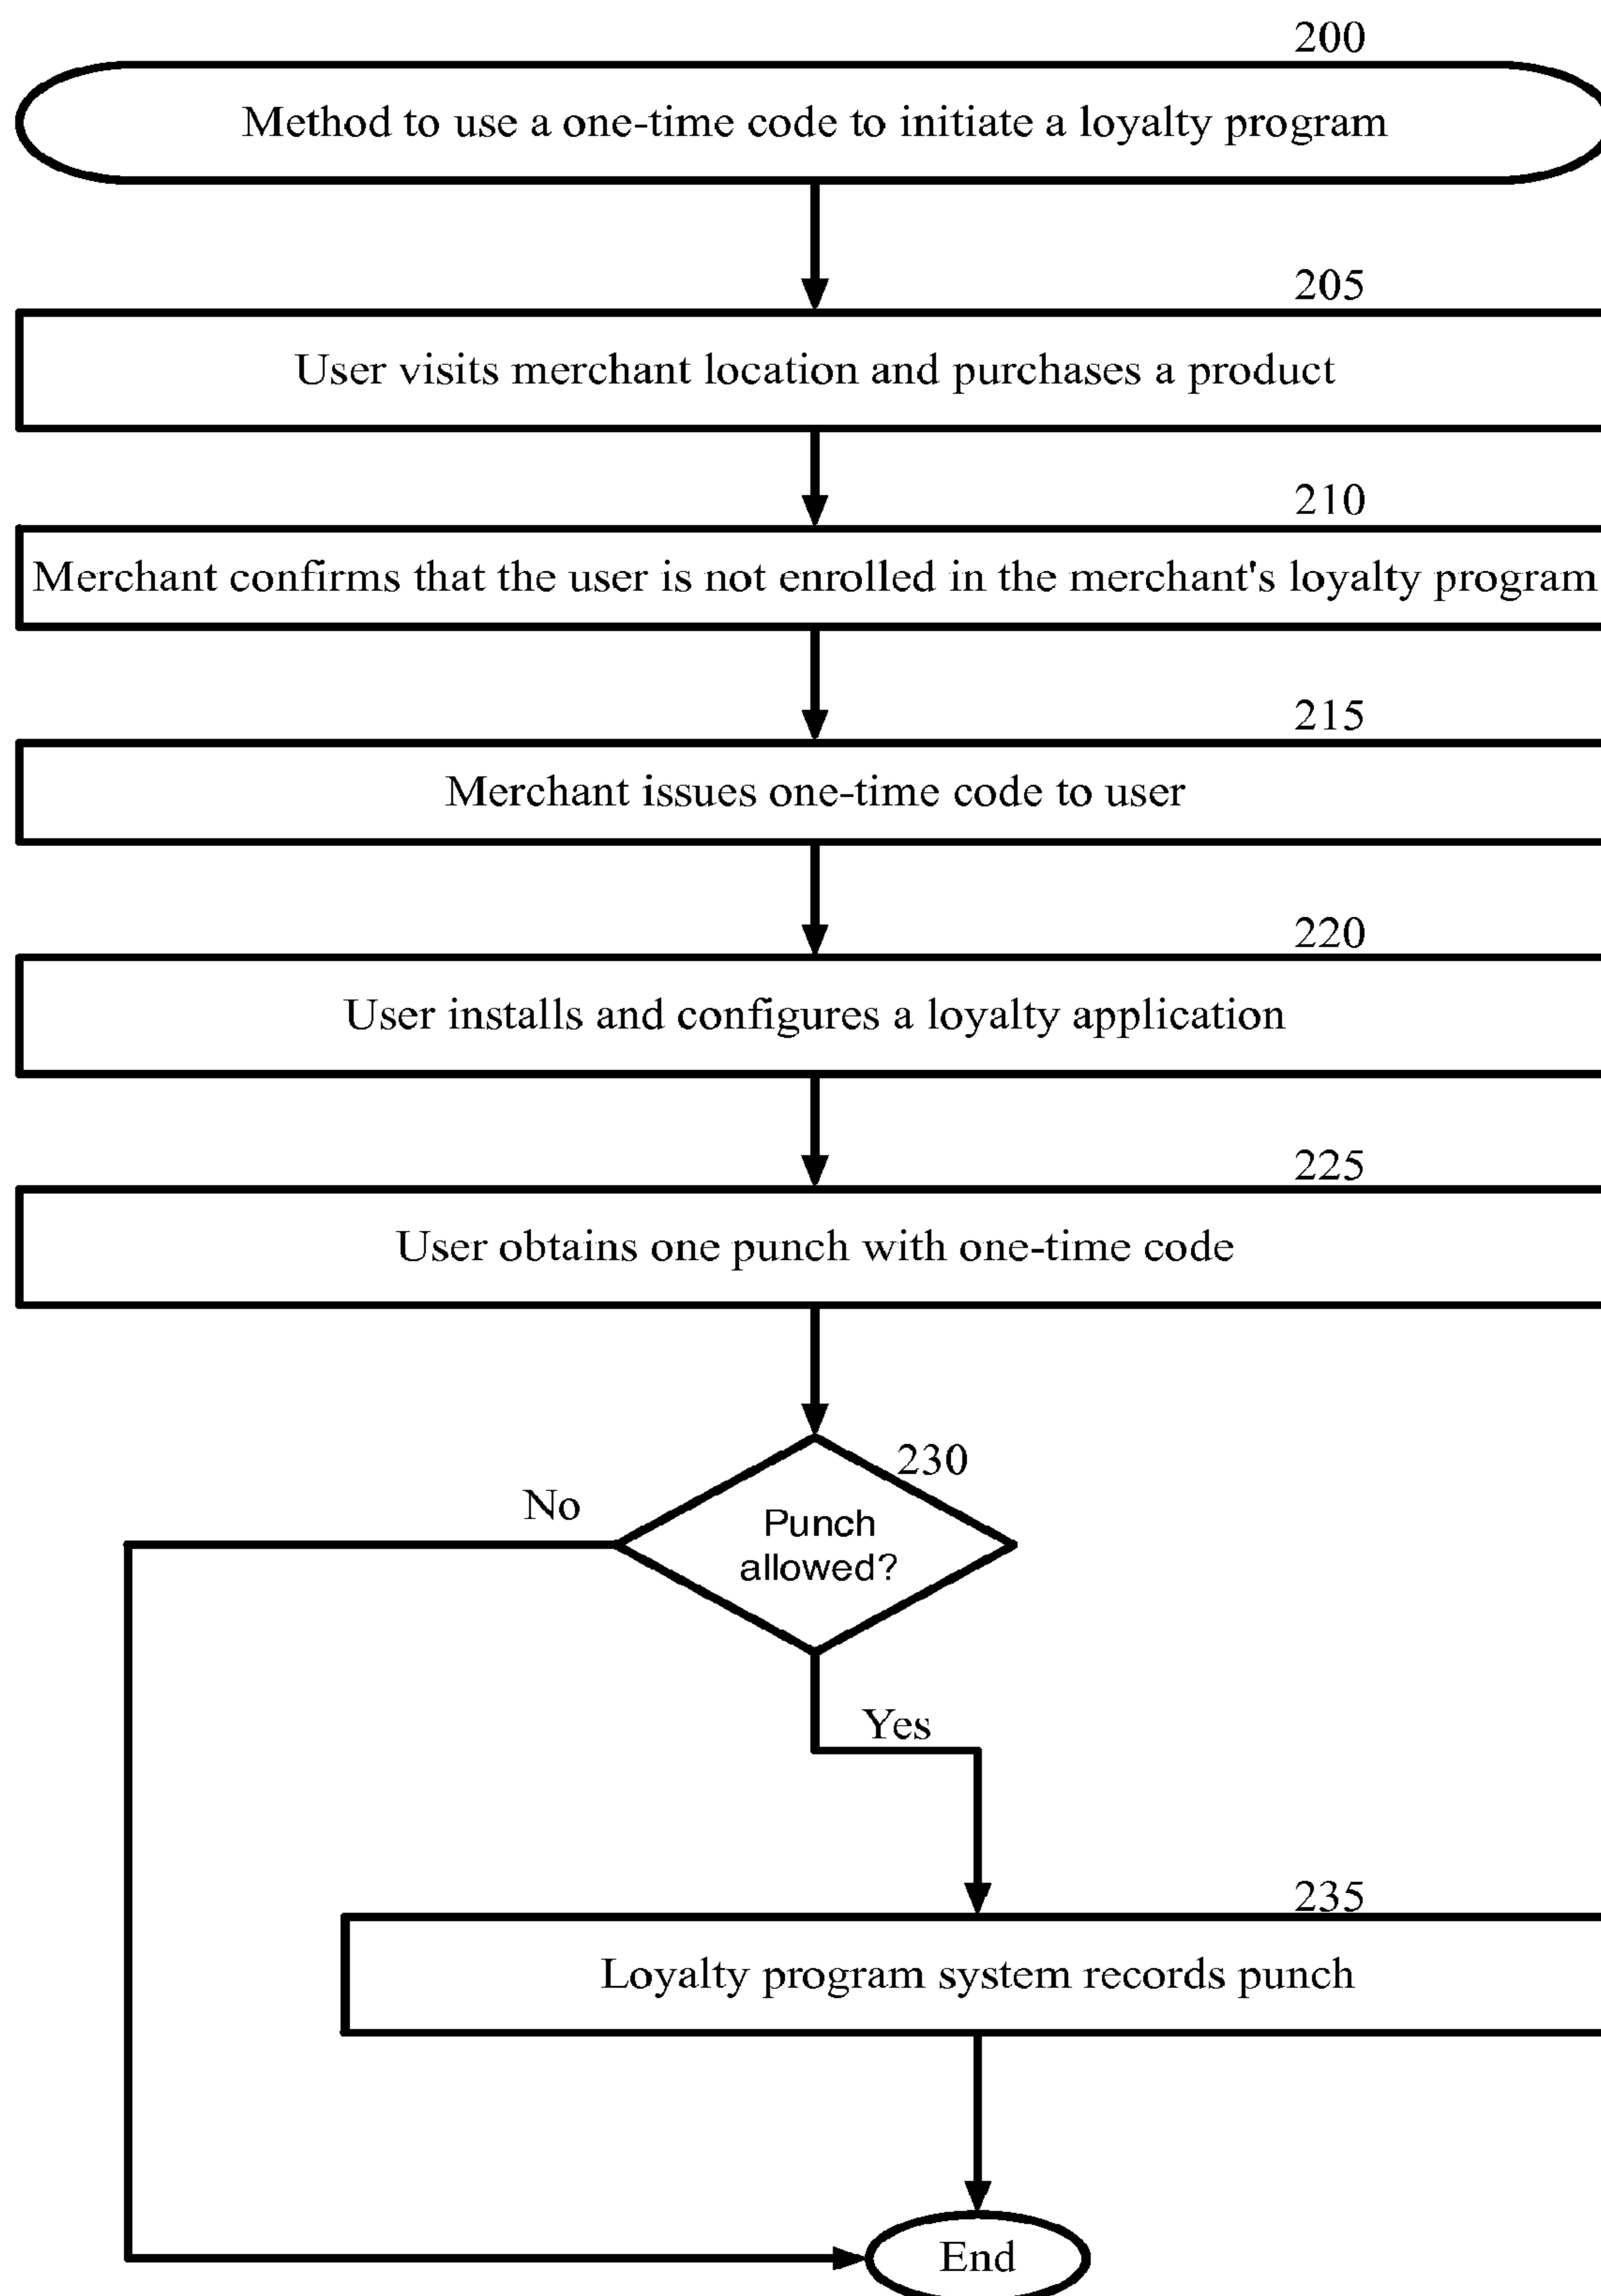 200
Method to use a one-time code to initiate a loyalty program
205
User visits merchant location and purchases a product
210
Merchant confirms that the user is not enrolled in the merchant's loyalty program
215
Merchant issues one-time code to user
220
User installs and configures a loyalty application
225
User obtains one punch with one-time code
230
No
Punch
allowed?
Yes
235
Loyalty program system records punch
End